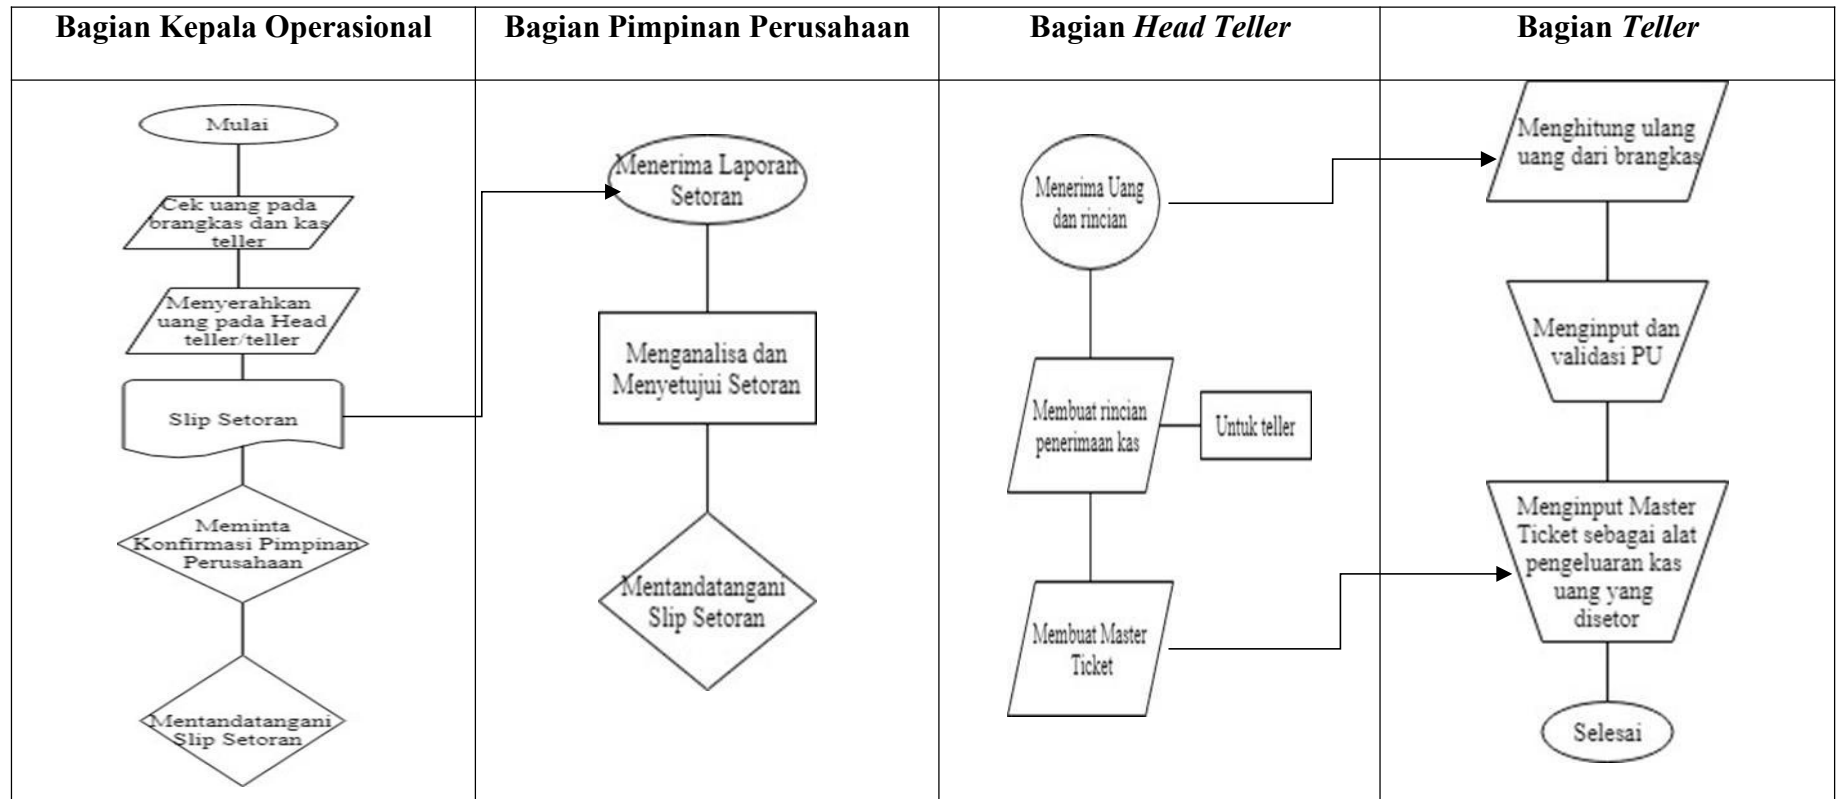 Bagian Kepala Operasional
Bagian Pimpinan Perusahaan
Bagian Head Teller
Bagian Teller
Mulai
Cek uang pada
brangkas dan kas
teller
Menyerahkan
uang pada Head
teller/teller
Slip Setoran
Meminta
Konfirmasi Pimpinan
Perusahaan
Mentandatangani
Slip Setoran
Menerima Laporan
Setoran
Menganalisa dan
Menyetujui Setoran
Mentandatangani
Slip Setoran
Menerima Uang
dan rincian
Membuat rincian
penerimaan kas
Untuk teller
Membuat Master
Ticket
Menghitung ulang
uang dari brangkas
Menginput dan
validasi PU
Menginput Master
Ticket sebagai alat
pengeluaran kas
uang yang
disetor
Selesai